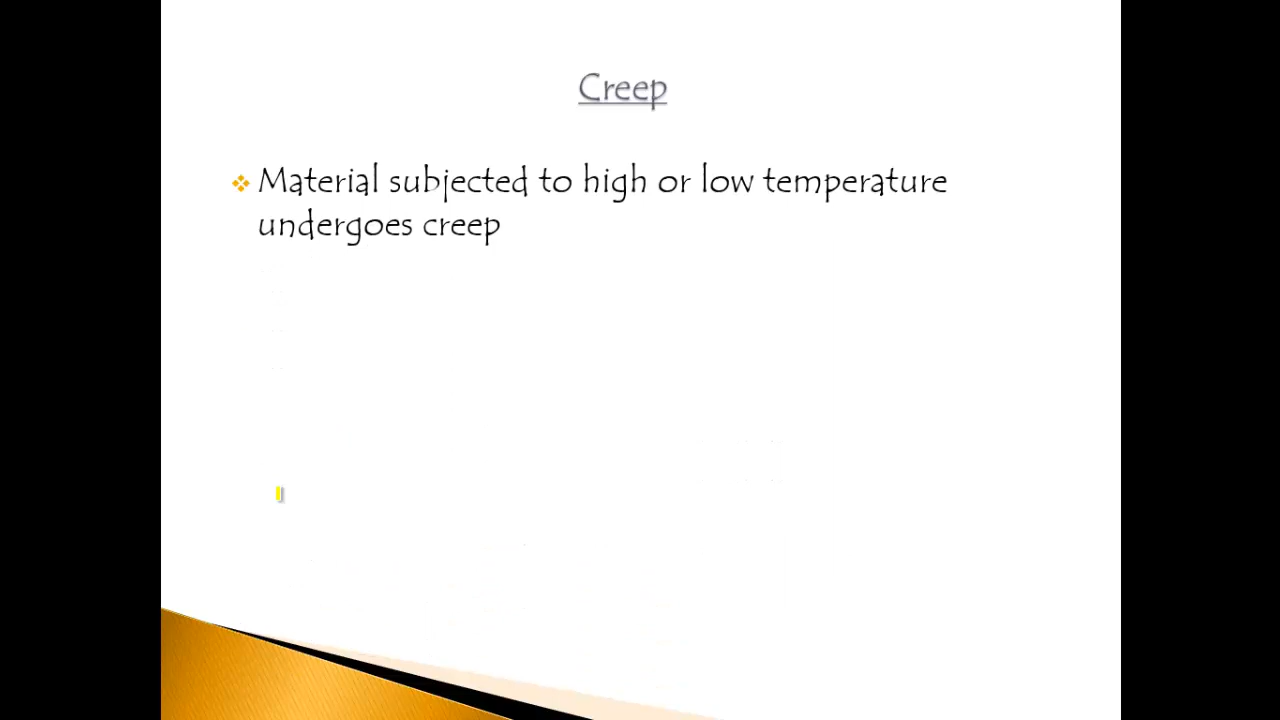 Creep
Material subjected to high or low temperature
undergoes creep